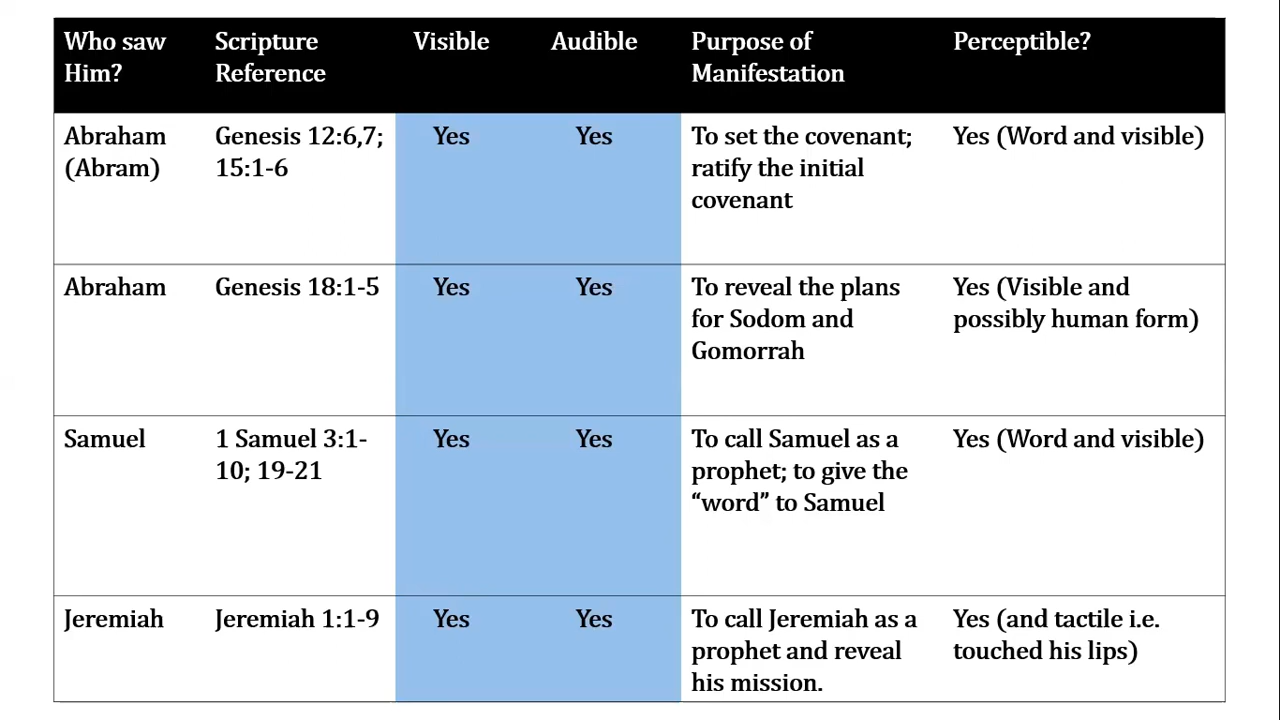 Who saw Him? Scripture Reference Visible Audible Purpose of Manifestation Perceptible?
Abraham (Abram) Genesis 12:6,7; 15:1-6 Yes Yes To set the covenant; ratify the initial covenant Yes (Word and visible)
Abraham Genesis 18:1-5 Yes Yes To reveal the plans for Sodom and Gomorrah Yes (Visible and possibly human form)
Samuel 1 Samuel 3:1-10; 19-21 Yes Yes To call Samuel as a prophet; to give the “word” to Samuel Yes (Word and visible)
Jeremiah Jeremiah 1:1-9 Yes Yes To call Jeremiah as a prophet and reveal his mission. Yes (and tactile i.e. touched his lips)